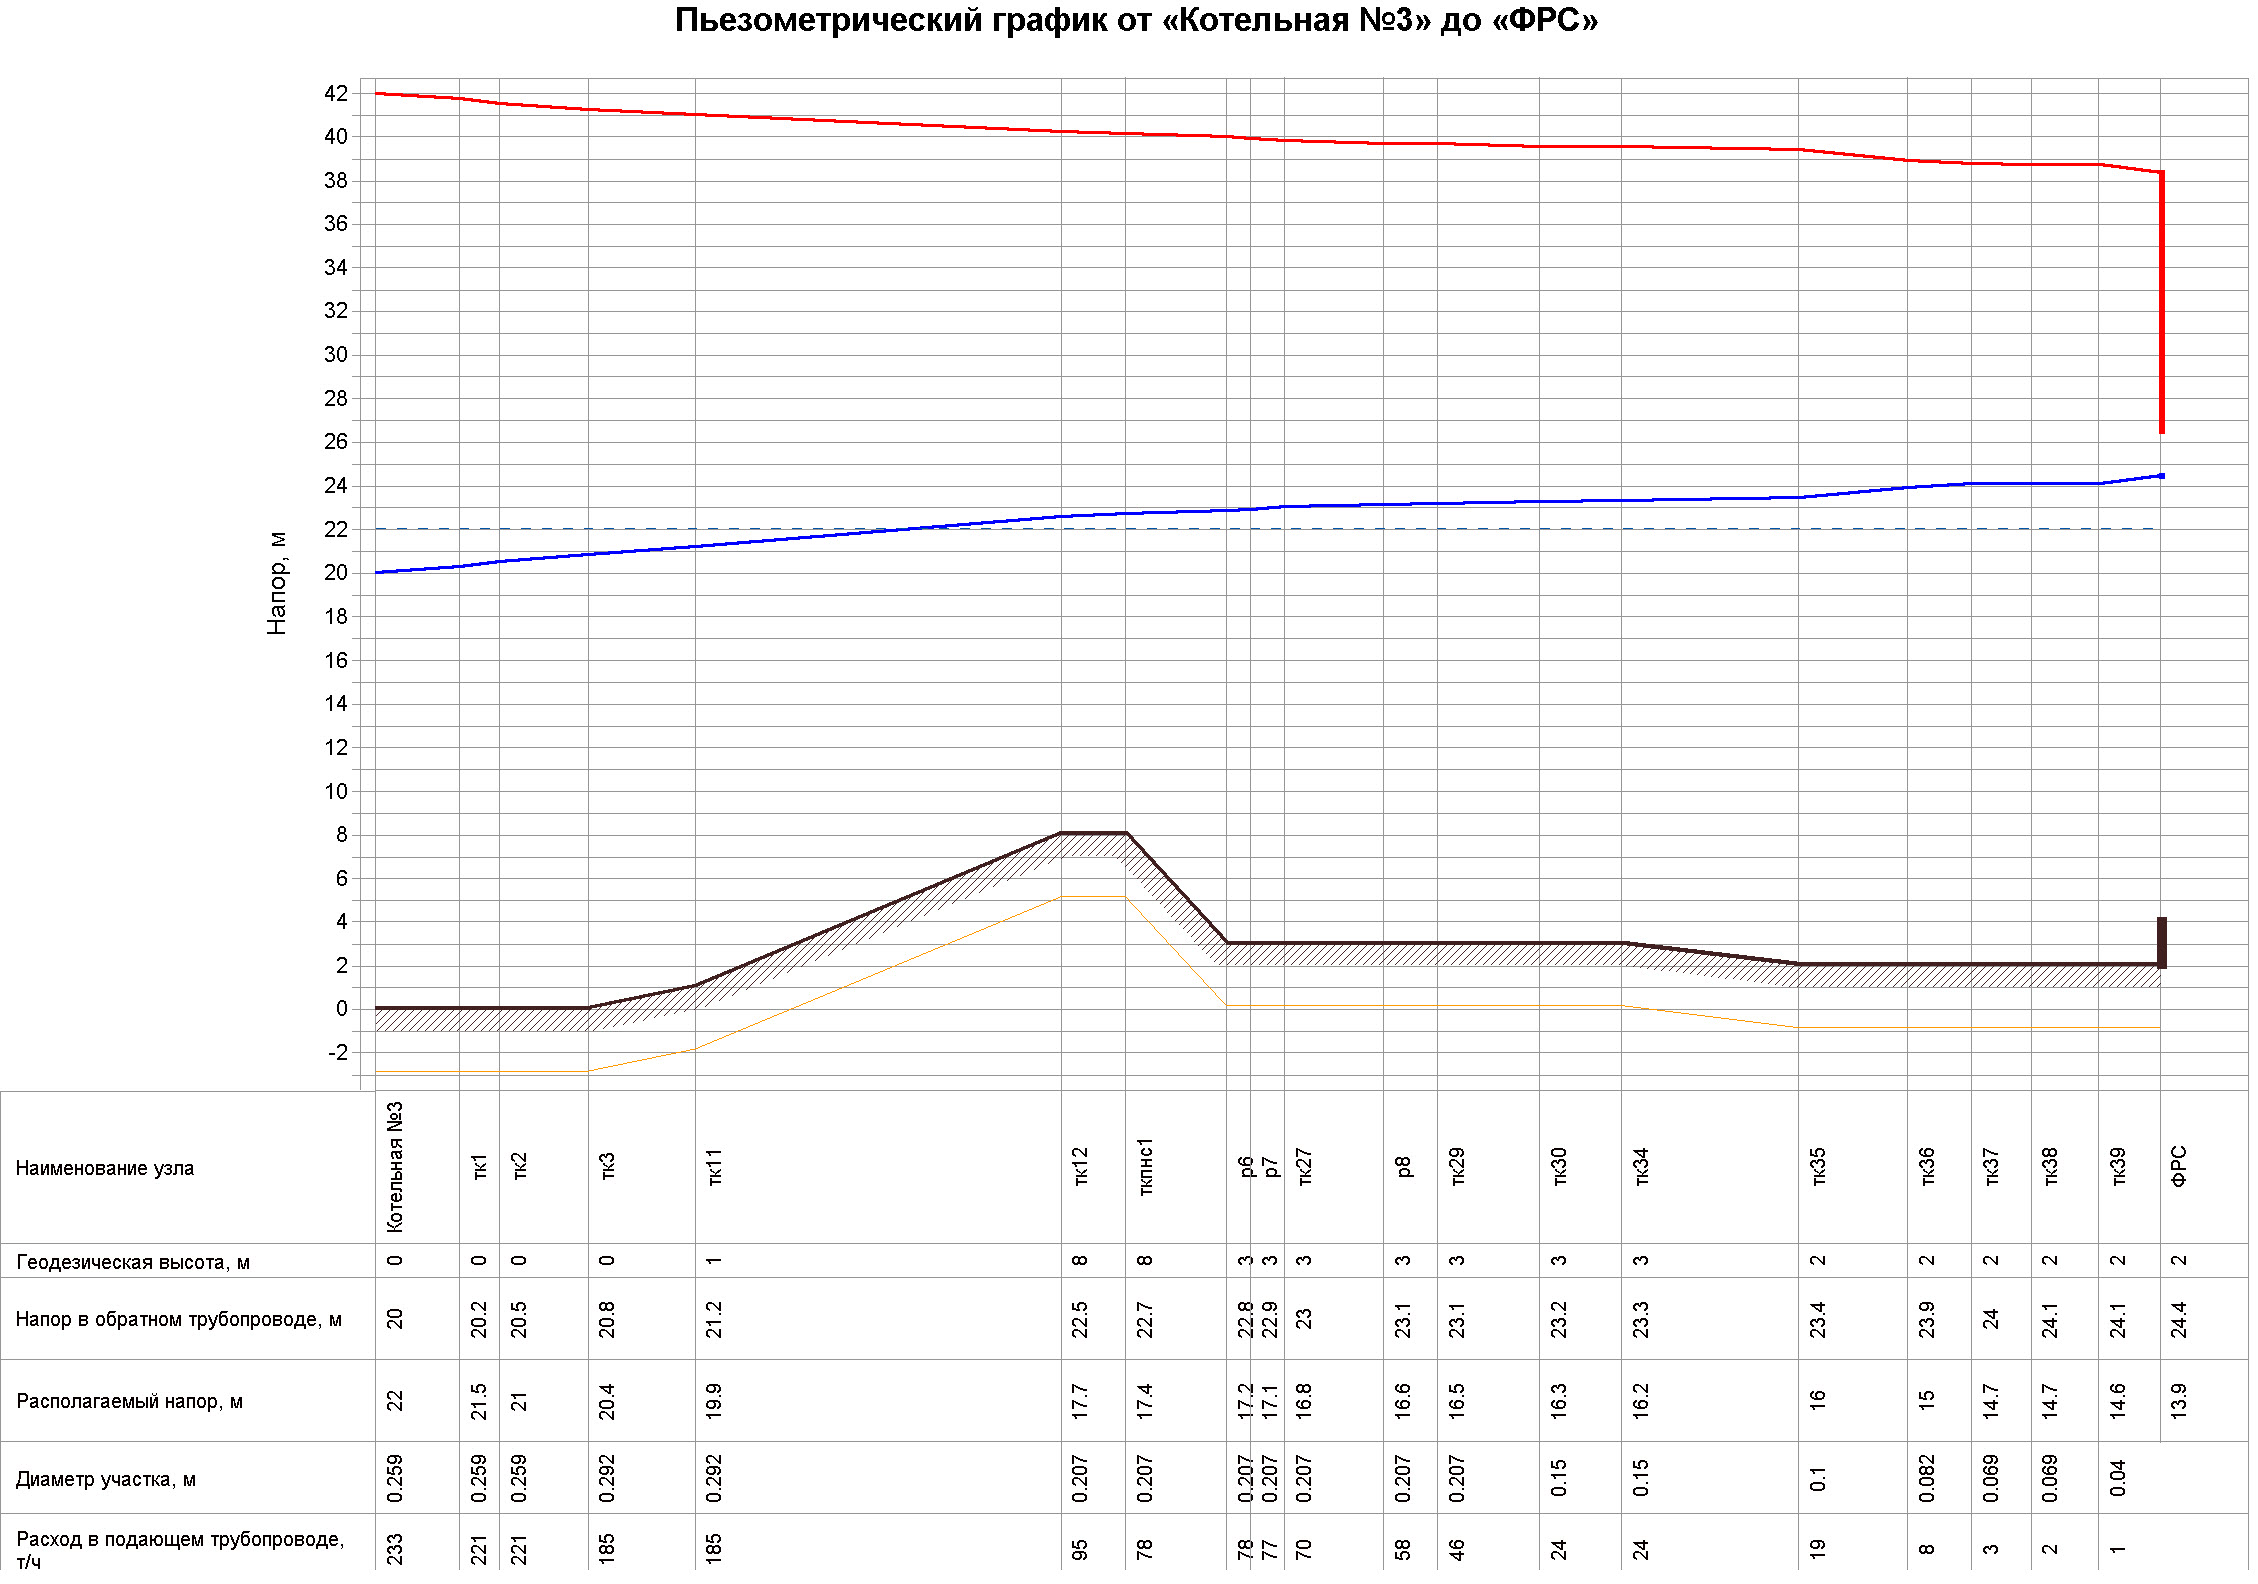 Пьезометрический график от «Котельная №3» до «ФРС»
42
40
38
36
34
32
30
28
26
24
22
20
18
16
14
12
10
8
6
4
2
0
-2
Напор, м
Наименование узла
Котельная №3
тк1
тк2
тк3
тк11
тк12
ткпнс1
р6
р7
тк27
р8
тк29
тк30
тк34
тк35
тк36
тк37
тк38
тк39
ФРС
Геодезическая высота, м
0 0 0 0 1 8 8 3 3 3 3 3 3 3 2 2 2 2 2 2
Напор в обратном трубопроводе, м
20 20.2 20.5 20.8 21.2 22.5 22.7 22.8 22.9 23 23.1 23.1 23.2 23.3 23.4 23.9 24 24.1 24.1 24.4
Располагаемый напор, м
22 21.5 21 20.4 19.9 17.7 17.4 17.2 17.1 16.8 16.6 16.5 16.3 16.2 16 15 14.7 14.7 14.6 13.9
Диаметр участка, м
0.259 0.259 0.259 0.292 0.292 0.207 0.207 0.207 0.207 0.207 0.207 0.207 0.15 0.15 0.1 0.082 0.069 0.069 0.04
Расход в подающем трубопроводе,
т/ч
233 221 221 185 185 95 78 78 77 70 58 46 24 24 19 8 3 2 1